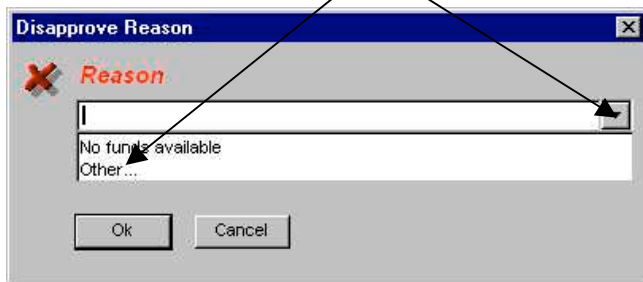 Disapprove Reason
Reason
No funds available
Other...
Ok
Cancel